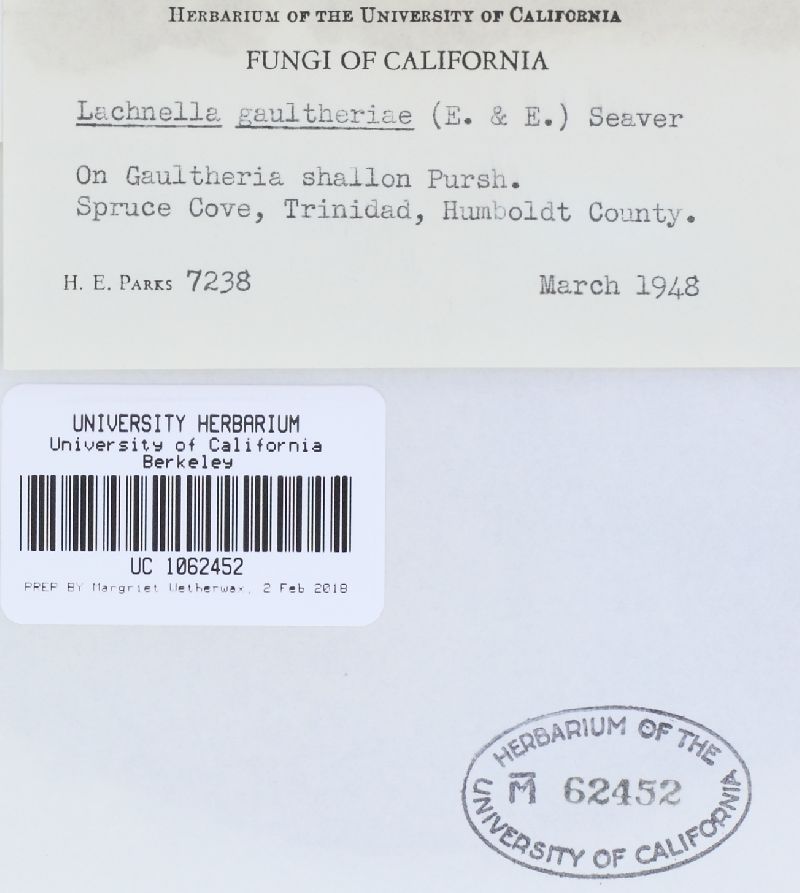 HERBARIUM OF THE UNIVERSITY OF CALIFORNIA
FUNGI OF CALIFORNIA
Lachnella gaultheriae (E. & E.) Seaver
On Gaultheria shallon Pursh.
Spruce Cove, Trinidad, Humboldt County.
H. E. PARKS 7238 March 1948
UNIVERSITY HERBARIUM
University of California
Berkeley
UC 1062452
PREP BY Margriet Wetherwax, 2 Feb 2018
HERBARIUM OF THE
M̅ 62452
UNIVERSITY OF CALIFORNIA